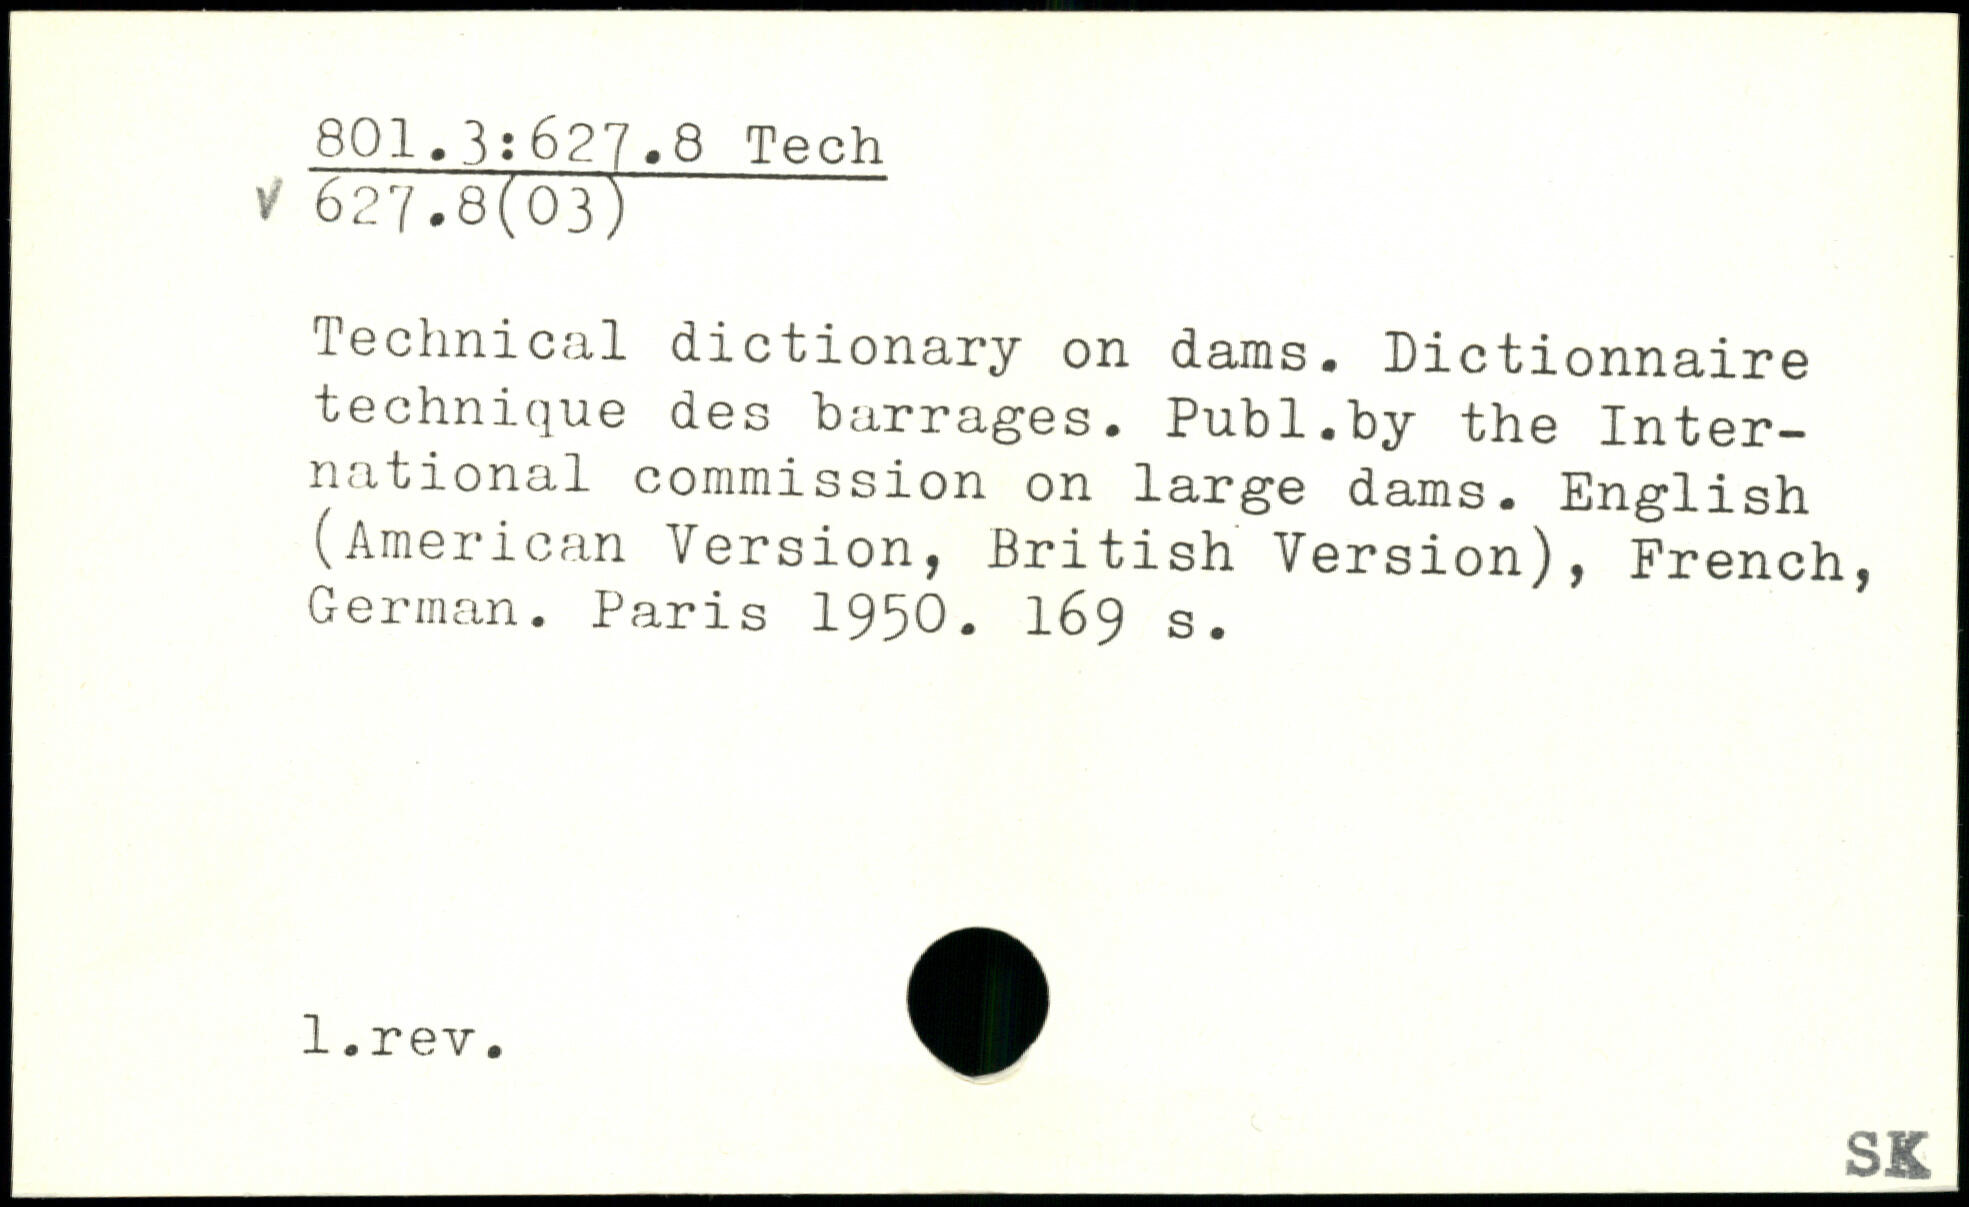 801.3:627.8 Tech
v 627.8(03)
Technical dictionary on dams. Dictionnaire
technique des barrages. Publ.by the Inter-
national commission on large dams. English
(American Version, British Version), French,
German. Paris 1950. 169 s.
1.rev.
SK